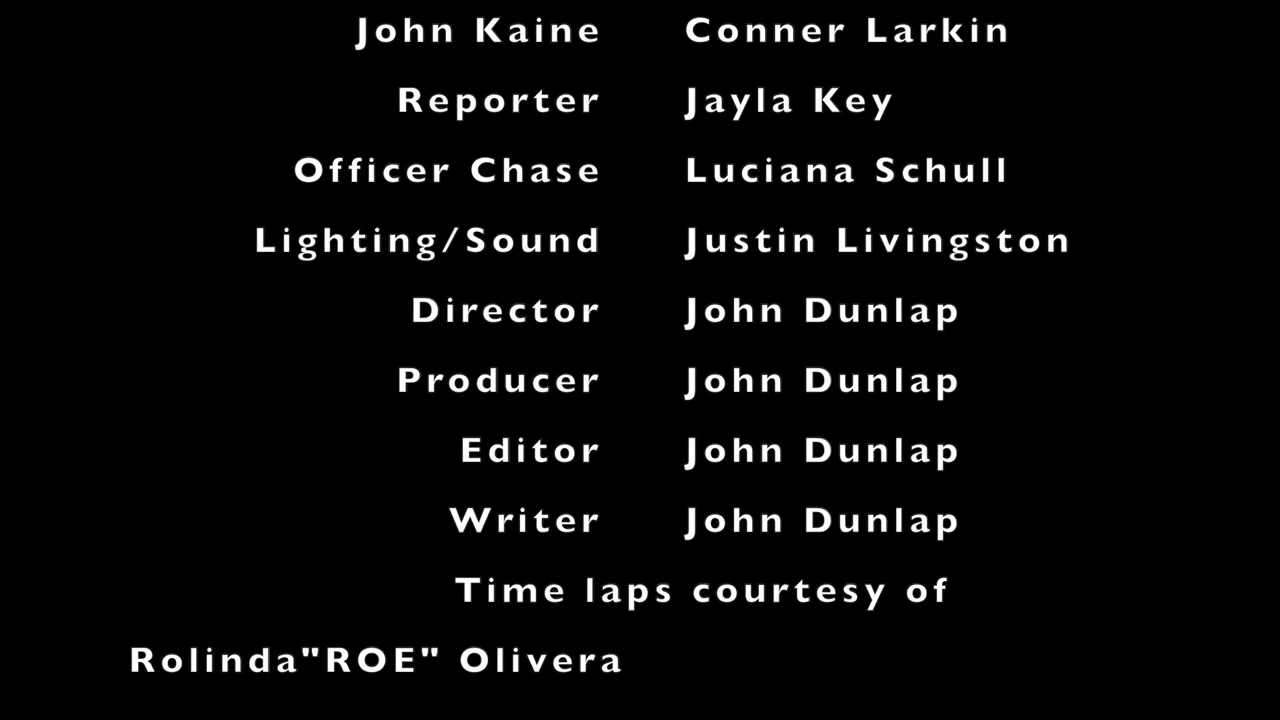 John Kaine Conner Larkin
Reporter Jayla Key
Officer Chase Luciana Schull
Lighting/Sound Justin Livingston
Director John Dunlap
Producer John Dunlap
Editor John Dunlap
Writer John Dunlap
Time laps courtesy of
Rolinda"ROE" Olivera